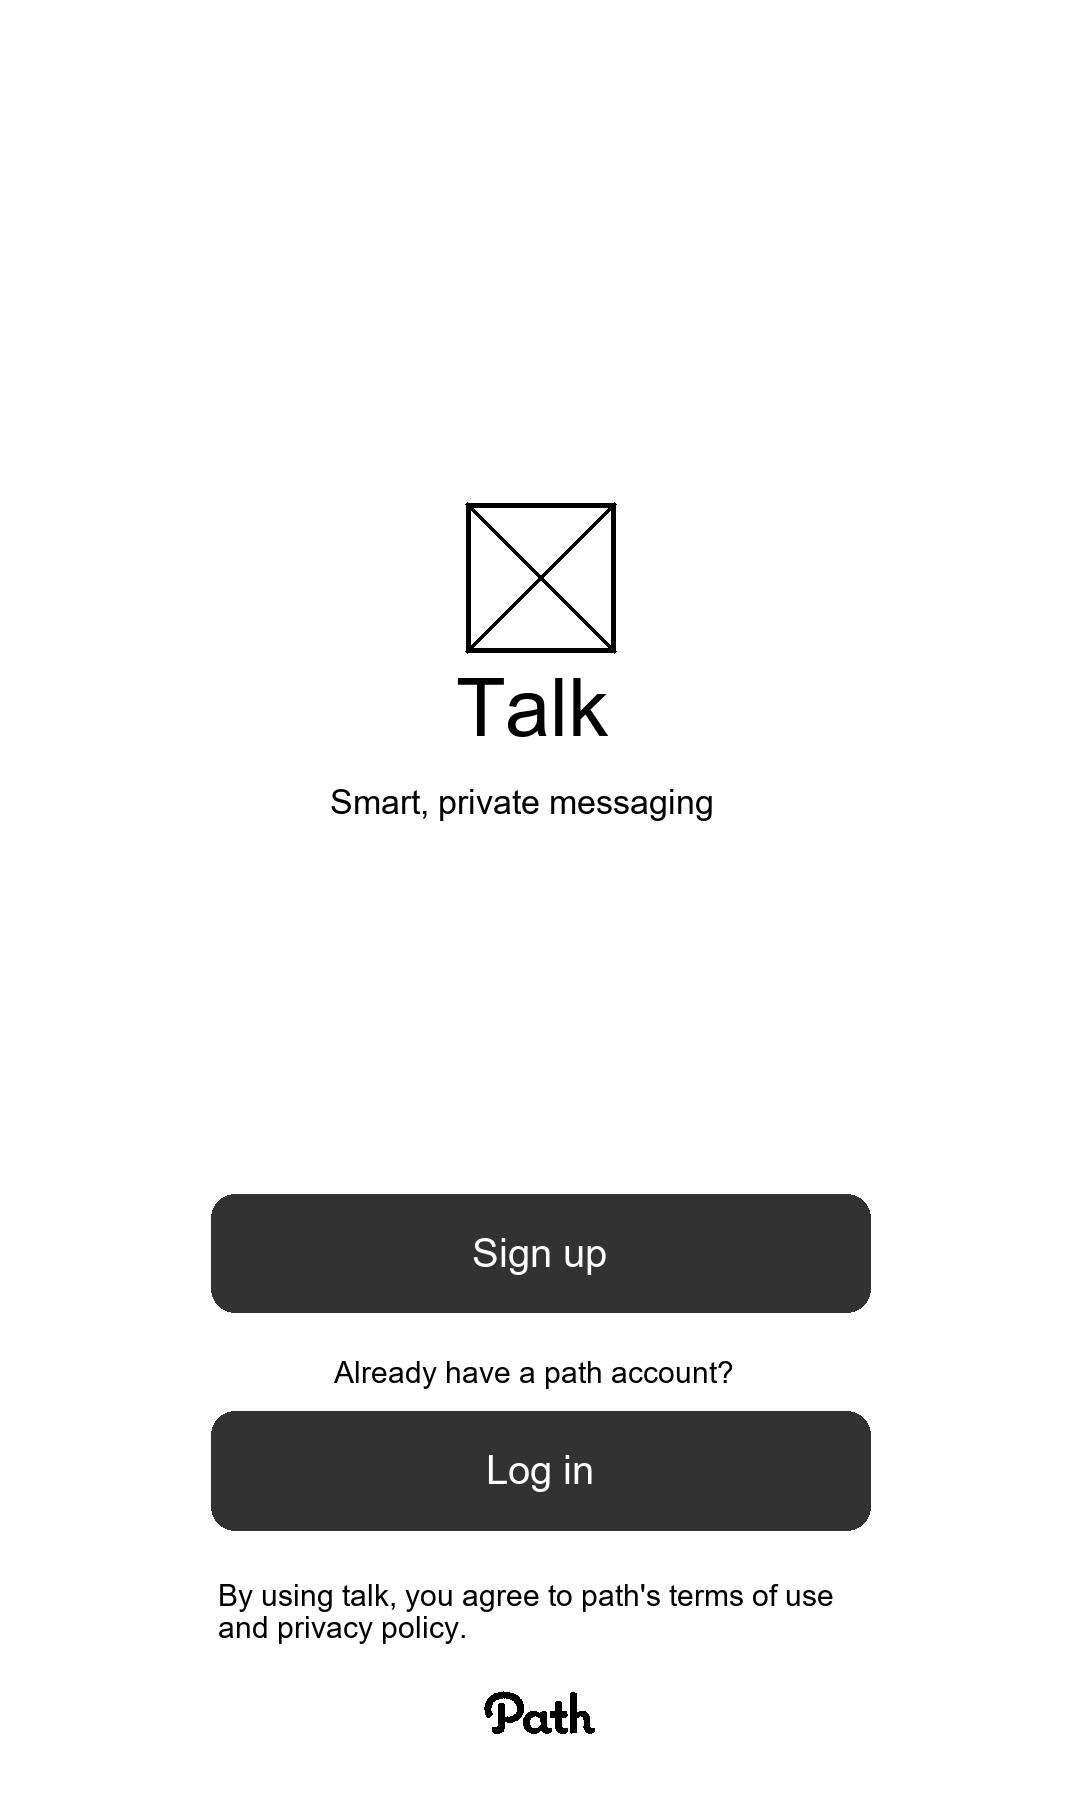 Talk
Smart, private messaging
Sign up
Already have a path account?
Log in
By using talk, you agree to path's terms of use
and privacy policy.
Path